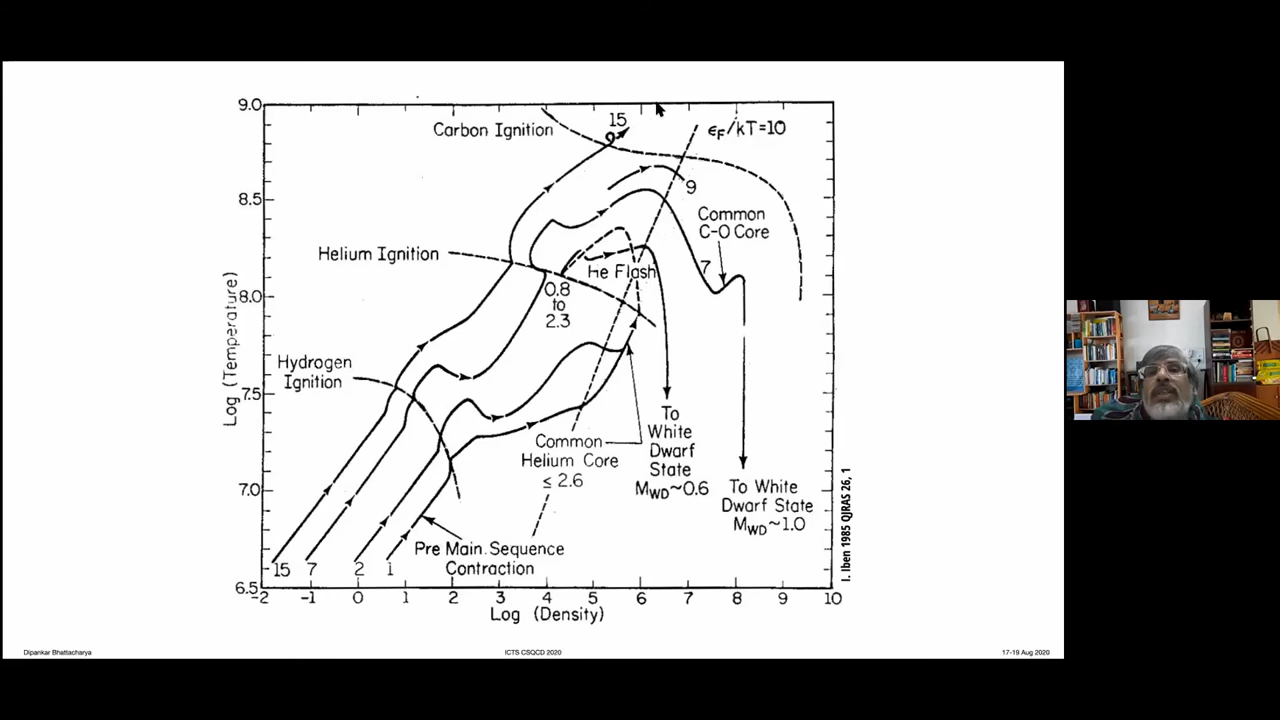 9.0
8.5
8.0
7.5
7.0
6.5
Log (Temperature)
-2
-1
0
1
2
3
4
5
6
7
8
9
10
Log (Density)
Carbon Ignition
15
ϵF/kT=10
9
Common
C-O Core
7
Helium Ignition
He Flash
0.8
to
2.3
Hydrogen
Ignition
Common
Helium Core
≤ 2.6
To
White
Dwarf
State
MWD~0.6
To White
Dwarf State
MWD~1.0
Pre Main Sequence
Contraction
15
7
2
1
I. Iben 1985 QJRAS 26, 1
Dipankar Bhattacharya
ICTS CSQCD 2020
17-19 Aug 2020